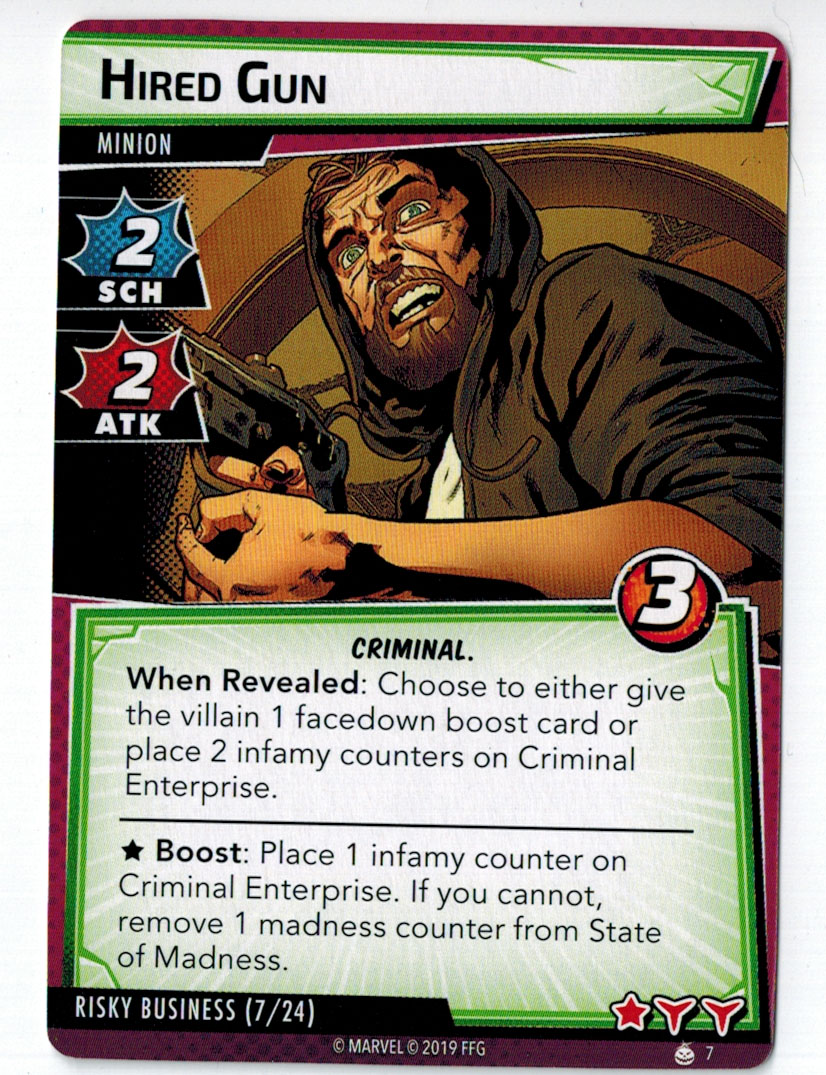 HIRED GUN
MINION
2
SCH
2
ATK
3
CRIMINAL.
When Revealed: Choose to either give
the villain 1 facedown boost card or
place 2 infamy counters on Criminal
Enterprise.
★ Boost: Place 1 infamy counter on
Criminal Enterprise. If you cannot,
remove 1 madness counter from State
of Madness.
RISKY BUSINESS (7/24)
© MARVEL © 2019 FFG
7